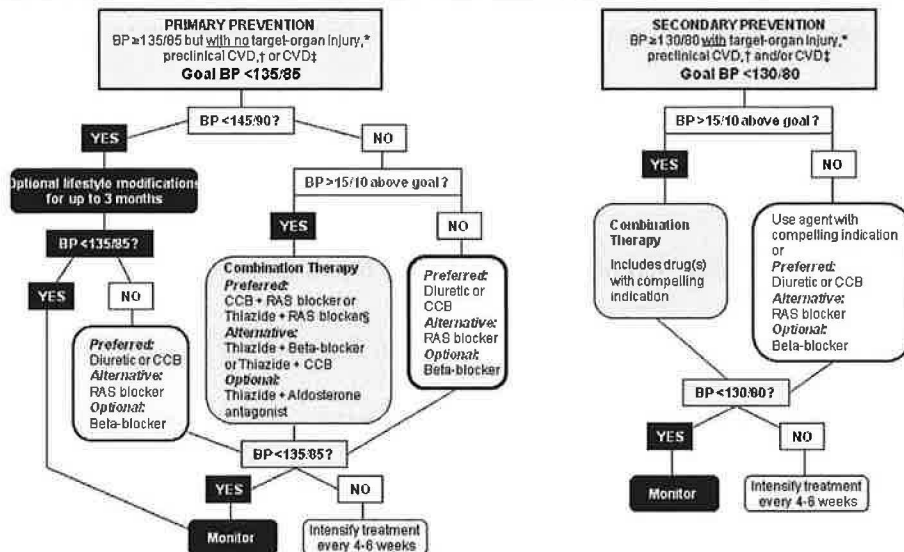 PRIMARY PREVENTION
BP ≥135/85 but with no target-organ injury,*
preclinical CVD,† or CVD‡
Goal BP <135/85
BP <145/90?
YES
NO
Optional lifestyle modifications
for up to 3 months
BP >15/10 above goal?
BP <135/85?
YES
NO
YES
NO
Combination Therapy
Preferred:
CCB + RAS blocker or
Thiazide + RAS blocker§
Alternative:
Thiazide + Beta-blocker
or Thiazide + CCB
Optional:
Thiazide + Aldosterone
antagonist
Preferred:
Diuretic or
CCB
Alternative:
RAS blocker
Optional:
Beta-blocker
Preferred:
Diuretic or CCB
Alternative:
RAS blocker
Optional:
Beta-blocker
BP <135/85?
YES
NO
Monitor
Intensify treatment
every 4-6 weeks
SECONDARY PREVENTION
BP ≥130/80 with target-organ injury,*
preclinical CVD,† and/or CVD‡
Goal BP <130/80
BP >15/10 above goal?
YES
NO
Combination
Therapy
Includes drug(s)
with compelling
indication
Use agent with
compelling indication
or
Preferred:
Diuretic or CCB
Alternative:
RAS blocker
Optional:
Beta-blocker
BP <130/80?
YES
NO
Monitor
Intensify treatment
every 4-6 weeks